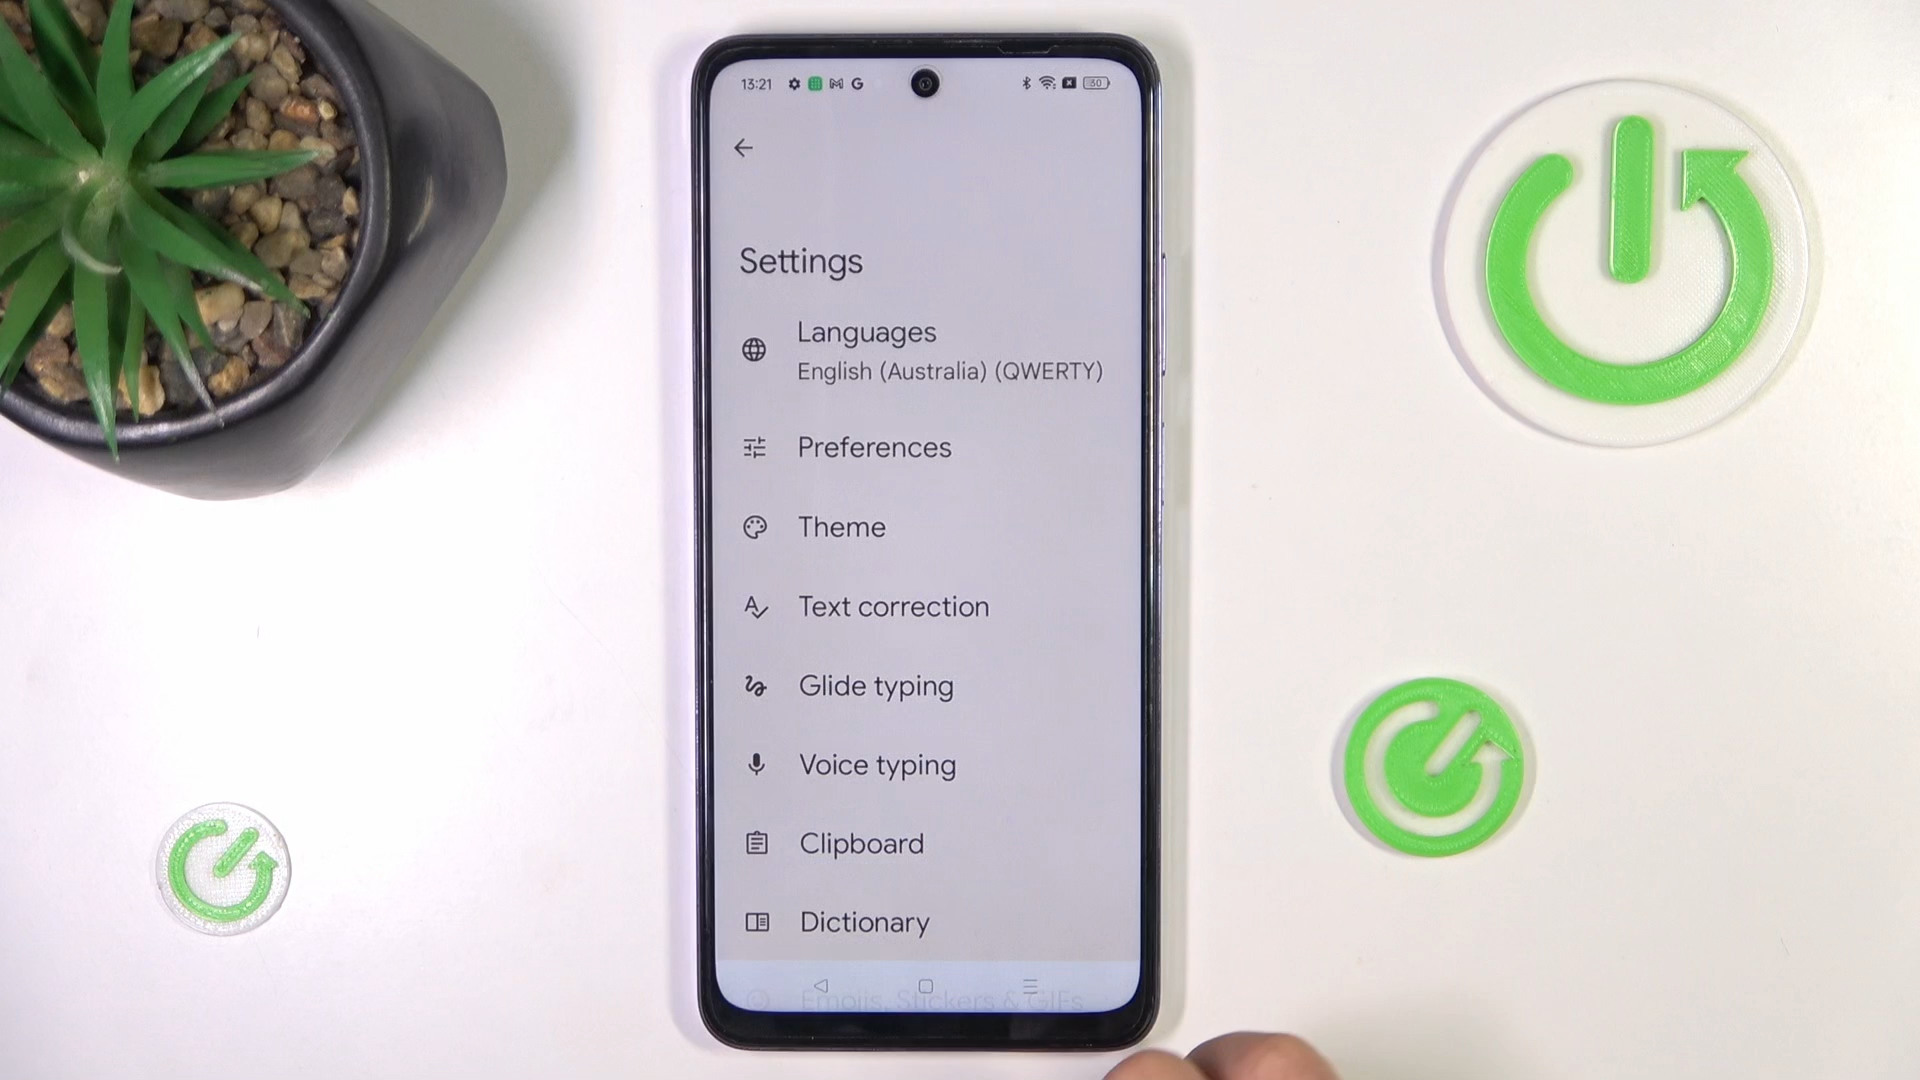 13:21 G 30
Settings
Languages
English (Australia) (QWERTY)
Preferences
Theme
Text correction
Glide typing
Voice typing
Clipboard
Dictionary
Emojis, Stickers & GIFs